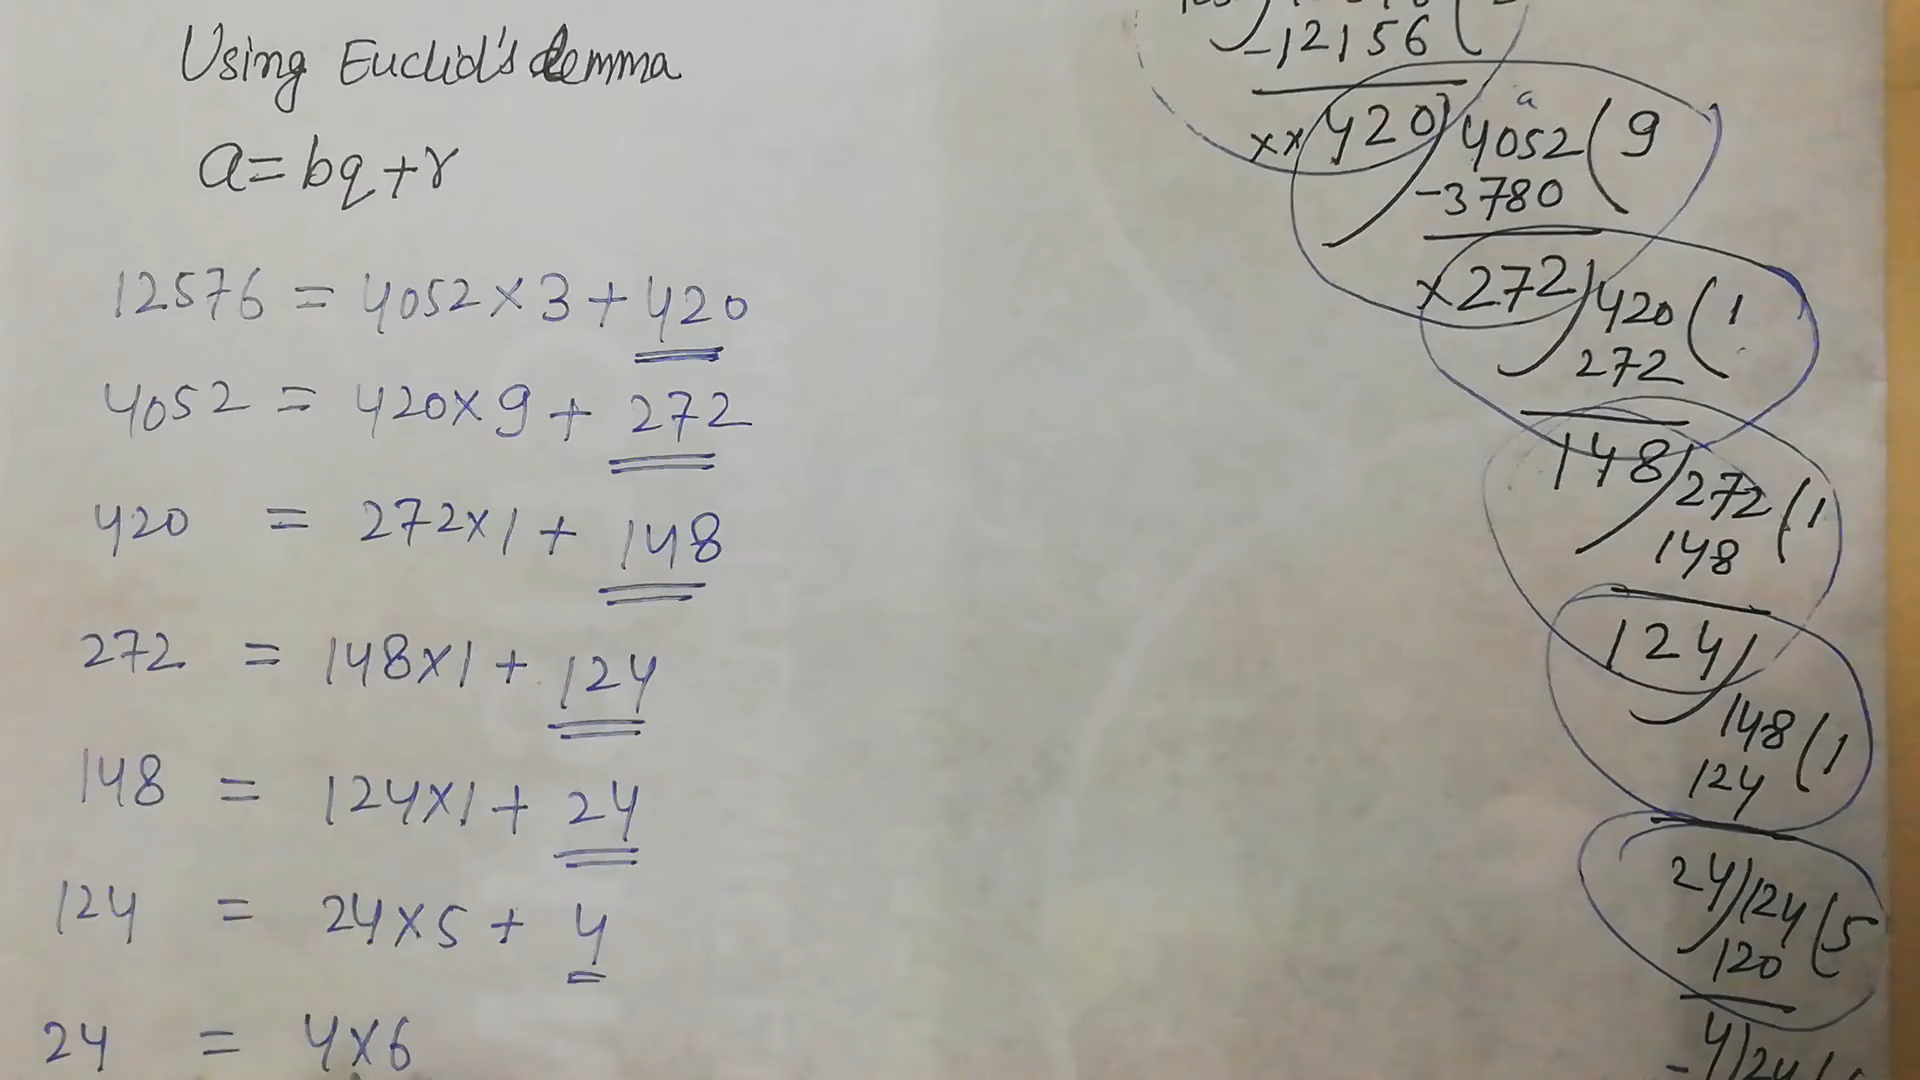 Using Euclid's lemma
a = bq + r
12576 = 4052 × 3 + 420
4052 = 420 × 9 + 272
420 = 272 × 1 + 148
272 = 148 × 1 + 124
148 = 124 × 1 + 24
124 = 24 × 5 + 4
24 = 4 × 6
-12156
a
××420)4052(9
-3780
×272)420(1
272
148)272(1
148
124)
148(1
124
24)124(5
120
-4)24(